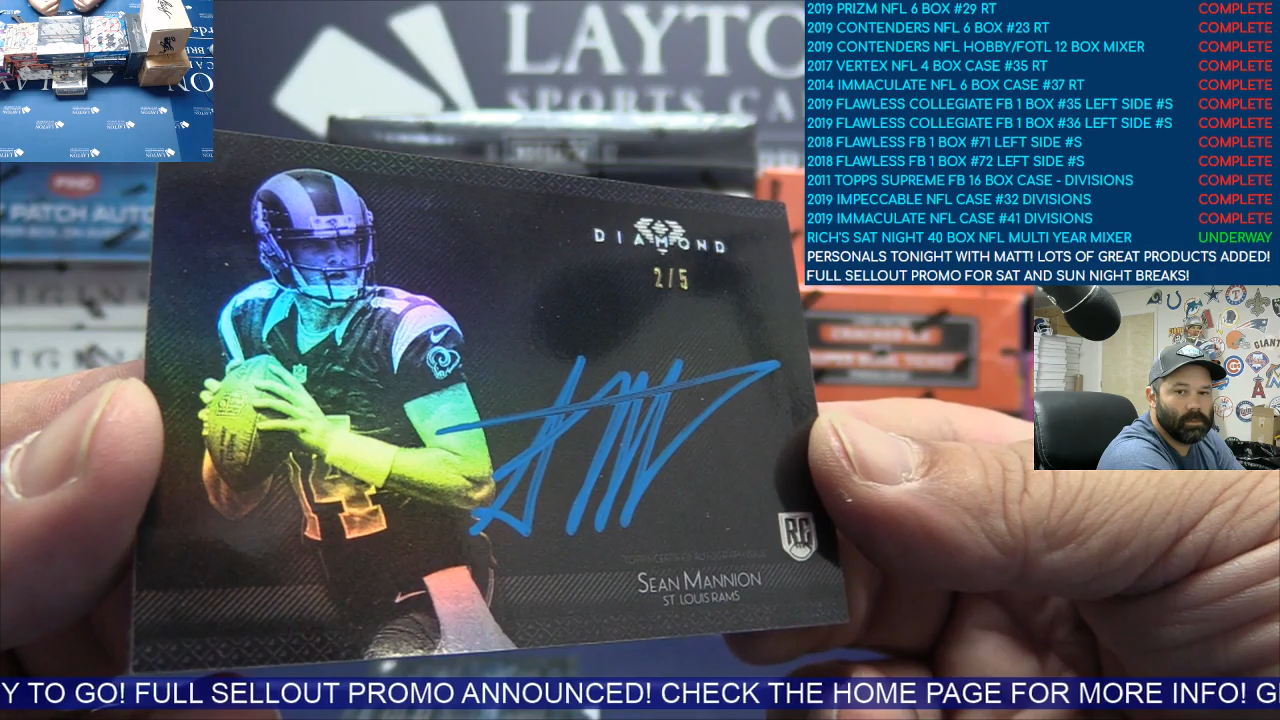 2019 PRIZM NFL 6 BOX #29 RT COMPLETE
2019 CONTENDERS NFL 6 BOX #23 RT COMPLETE
2019 CONTENDERS NFL HOBBY/FOTL 12 BOX MIXER COMPLETE
2017 VERTEX NFL 4 BOX CASE #35 RT COMPLETE
2014 IMMACULATE NFL 6 BOX CASE #37 RT COMPLETE
2019 FLAWLESS COLLEGIATE FB 1 BOX #35 LEFT SIDE #S COMPLETE
2019 FLAWLESS COLLEGIATE FB 1 BOX #36 LEFT SIDE #S COMPLETE
2018 FLAWLESS FB 1 BOX #71 LEFT SIDE #S COMPLETE
2018 FLAWLESS FB 1 BOX #72 LEFT SIDE #S COMPLETE
2011 TOPPS SUPREME FB 16 BOX CASE - DIVISIONS COMPLETE
2019 IMPECCABLE NFL CASE #32 DIVISIONS COMPLETE
2019 IMMACULATE NFL CASE #41 DIVISIONS COMPLETE
RICH'S SAT NIGHT 40 BOX NFL MULTI YEAR MIXER UNDERWAY
PERSONALS TONIGHT WITH MATT! LOTS OF GREAT PRODUCTS ADDED!
FULL SELLOUT PROMO FOR SAT AND SUN NIGHT BREAKS!
LAYTO
SPORTS CA
PATCH AUTO
DIAMOND
2/5
RC
TOPPS CERTIFIED AUTOGRAPH ISSUE
SEAN MANNION
ST. LOUIS RAMS
Y TO GO! FULL SELLOUT PROMO ANNOUNCED! CHECK THE HOME PAGE FOR MORE INFO! G